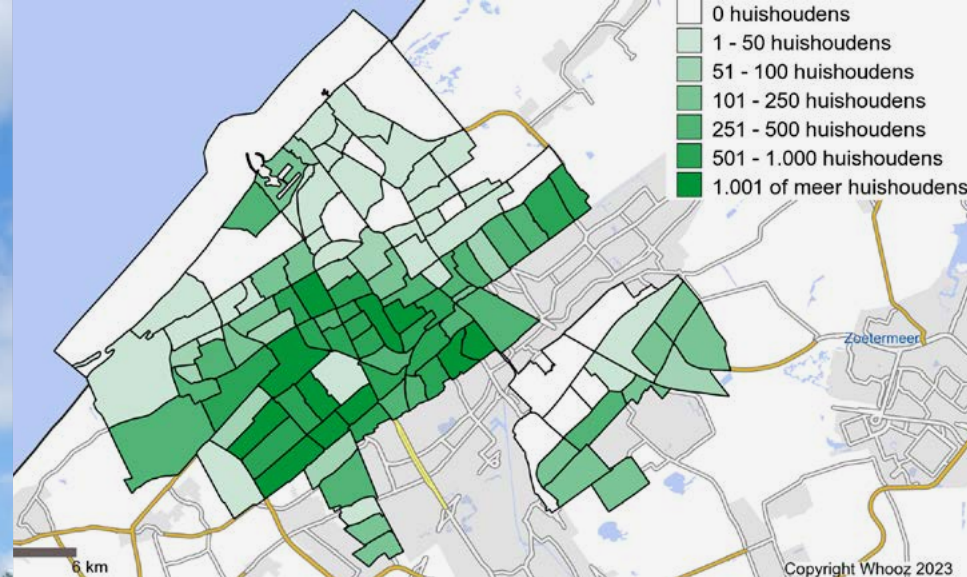 0 huishoudens
1 - 50 huishoudens
51 - 100 huishoudens
101 - 250 huishoudens
251 - 500 huishoudens
501 - 1.000 huishoudens
1.001 of meer huishoudens
Zoetermeer
6 km
Copyright Whooz 2023